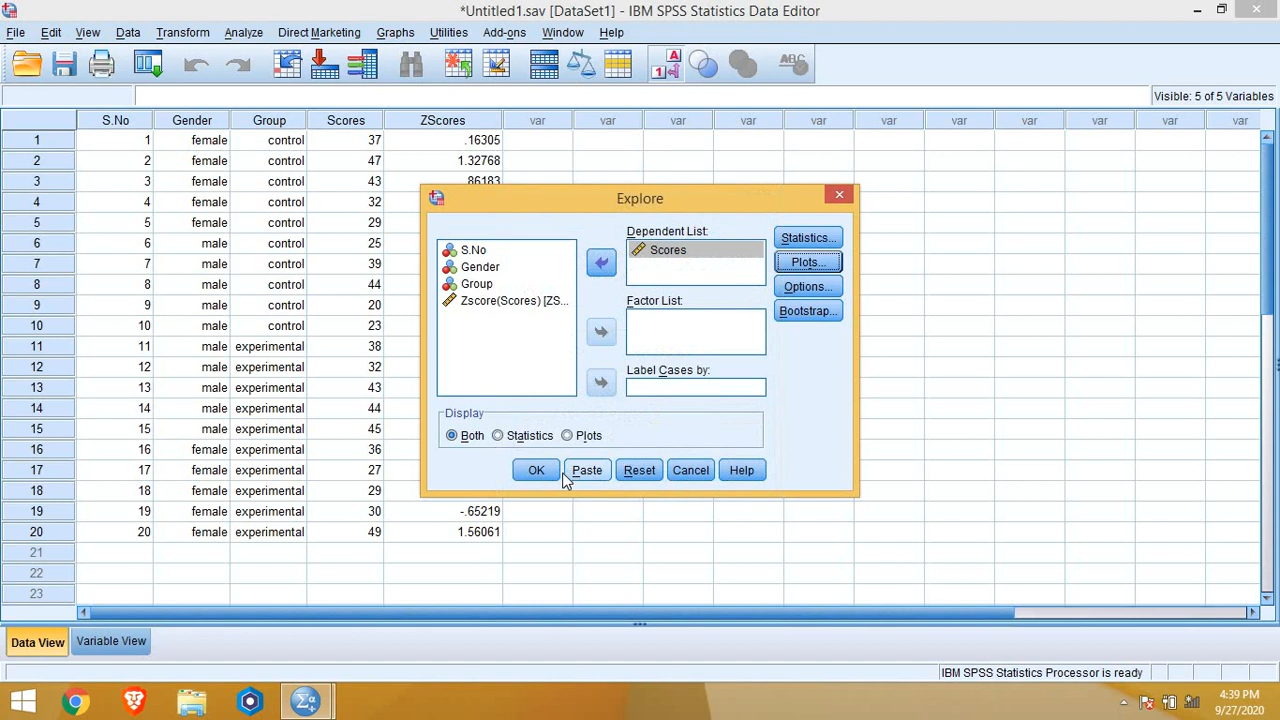 *Untitled1.sav [DataSet1] - IBM SPSS Statistics Data Editor
File Edit View Data Transform Analyze Direct Marketing Graphs Utilities Add-ons Window Help
Visible: 5 of 5 Variables
S.No Gender Group Scores ZScores var var var var var var var var
1 1 female control 37 .16305
2 2 female control 47 1.32768
3 3 female control 43 .86183
4 4 female control 32
5 5 female control 29
6 6 male control 25
7 7 male control 39
8 8 male control 44
9 9 male control 20
10 10 male control 23
11 11 male experimental 38
12 12 male experimental 32
13 13 male experimental 43
14 14 male experimental 44
15 15 male experimental 45
16 16 female experimental 36
17 17 female experimental 27
18 18 female experimental 29
19 19 female experimental 30 -.65219
20 20 female experimental 49 1.56061
21
22
23
Explore
S.No
Gender
Group
Zscore(Scores) [ZS...
Dependent List:
Scores
Factor List:
Label Cases by:
Statistics...
Plots...
Options...
Bootstrap...
Display
Both Statistics Plots
OK Paste Reset Cancel Help
Data View Variable View
IBM SPSS Statistics Processor is ready
4:39 PM
9/27/2020